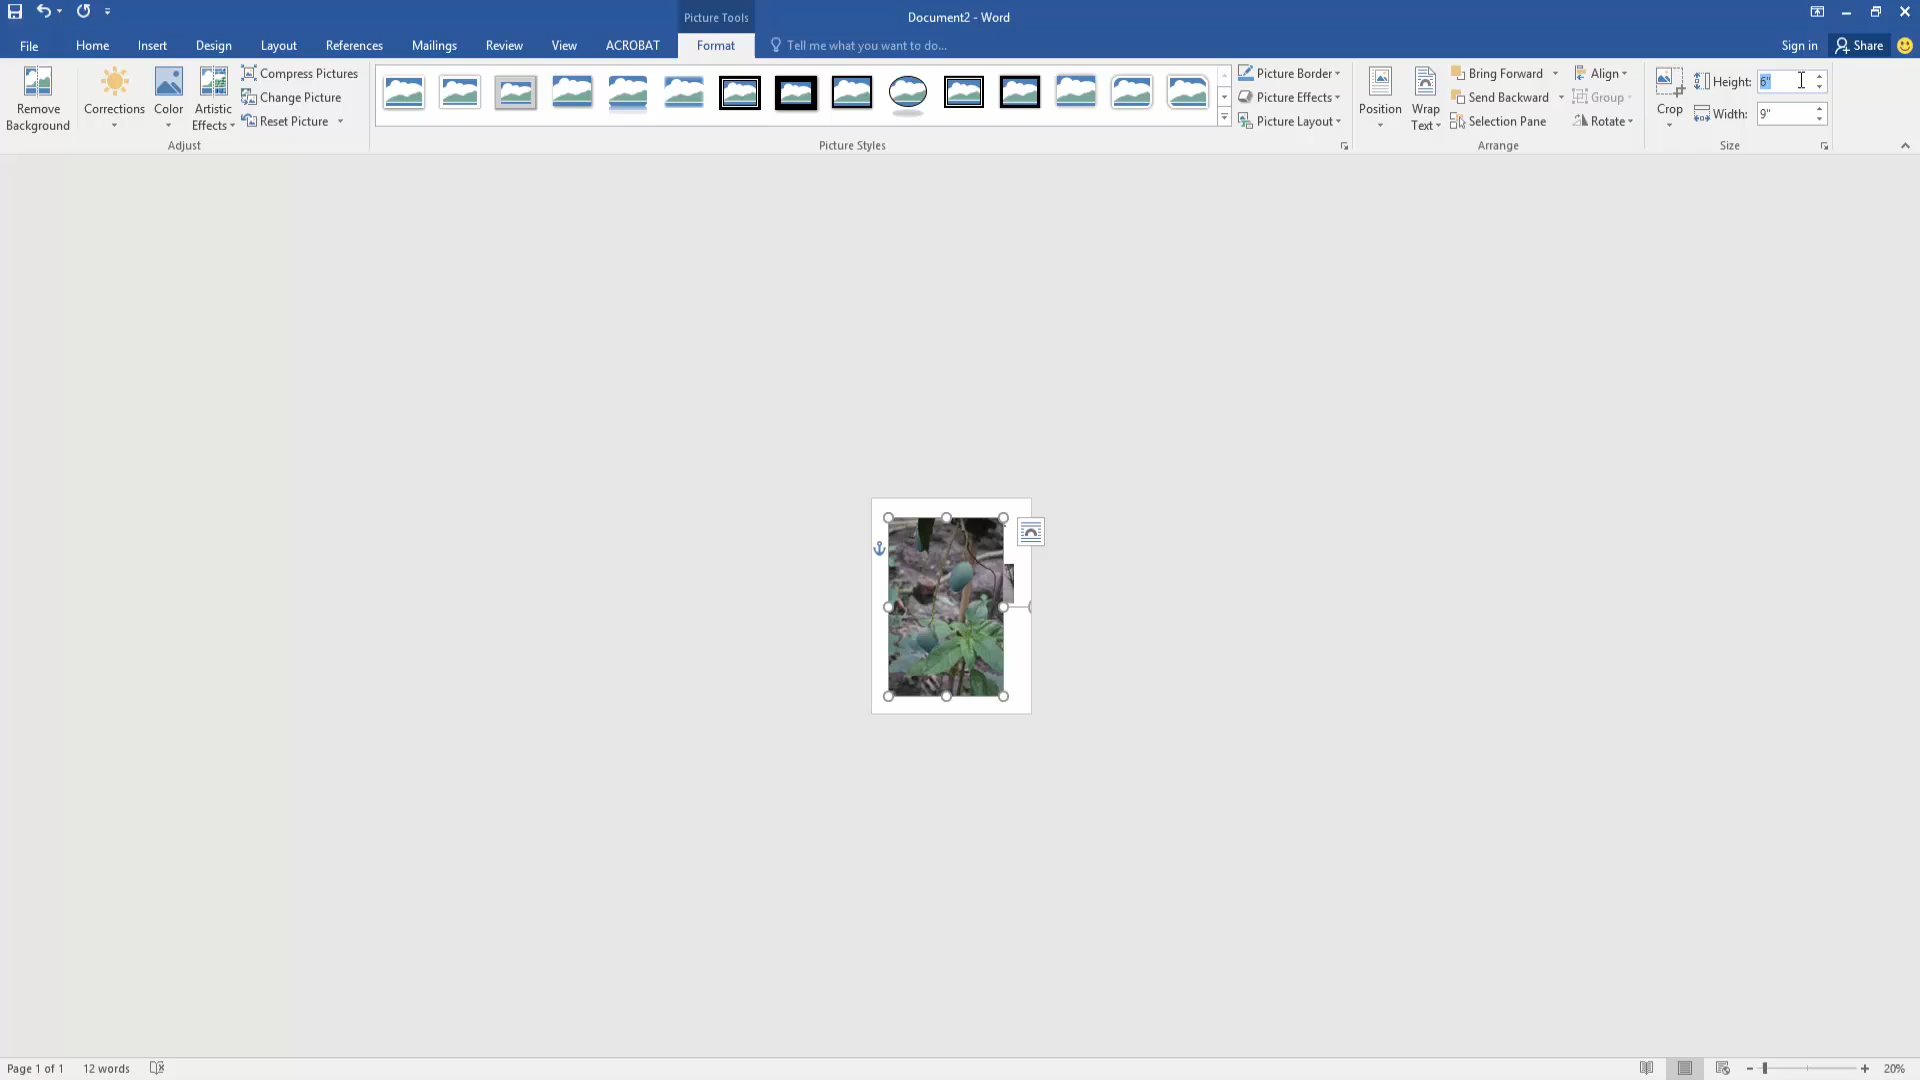 Picture Tools
Document2 - Word
File Home Insert Design Layout References Mailings Review View ACROBAT Format Tell me what you want to do... Sign in Share
Remove Background
Corrections
Color
Artistic Effects
Compress Pictures
Change Picture
Reset Picture
Adjust
Picture Styles
Picture Border
Picture Effects
Picture Layout
Position
Wrap Text
Bring Forward
Send Backward
Selection Pane
Align
Group
Rotate
Arrange
Crop
Height: 6"
Width: 9"
Size
Page 1 of 1 12 words 20%